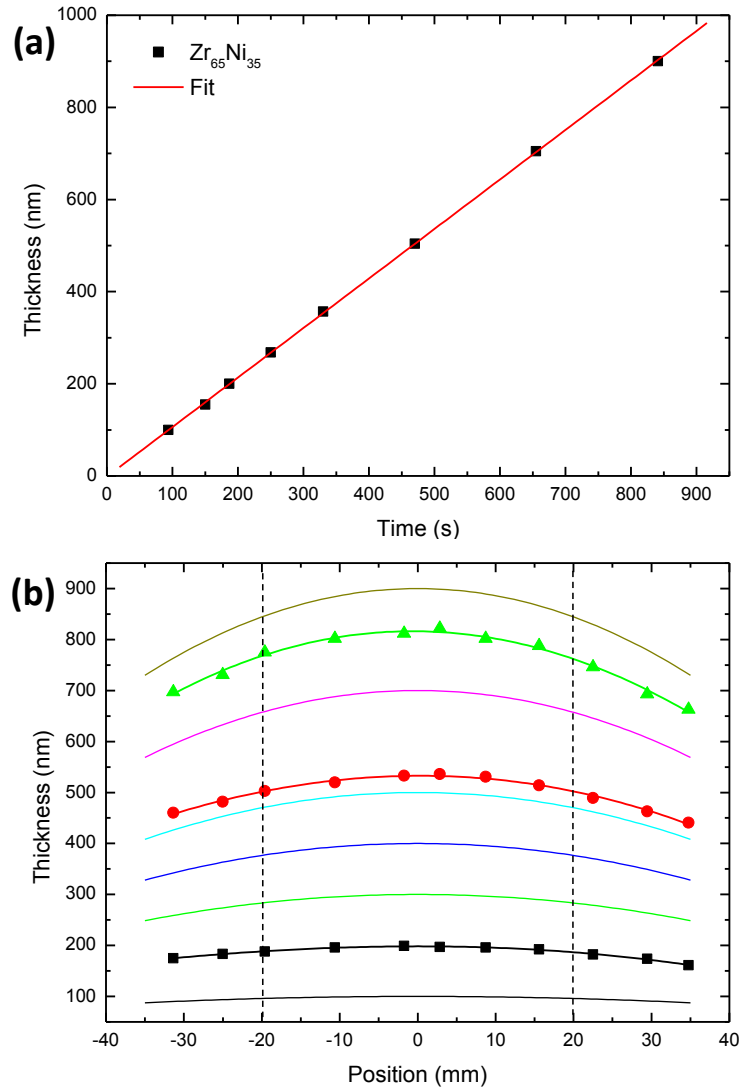 (a)
1000
800
600
400
200
0
Thickness (nm)
Zr₆₅Ni₃₅
Fit
100 200 300 400 500 600 700 800 900
Time (s)
(b)
900
800
700
600
500
400
300
200
100
Thickness (nm)
-40 -30 -20 -10 0 10 20 30 40
Position (mm)